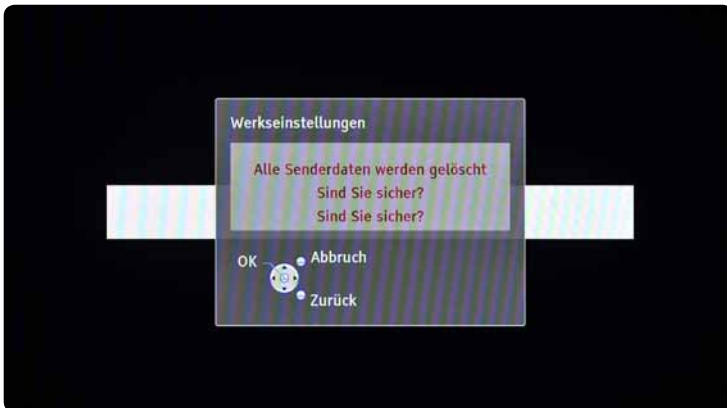 Werkseinstellungen
Alle Senderdaten werden gelöscht
Sind Sie sicher?
Sind Sie sicher?
OK
Abbruch
Zurück